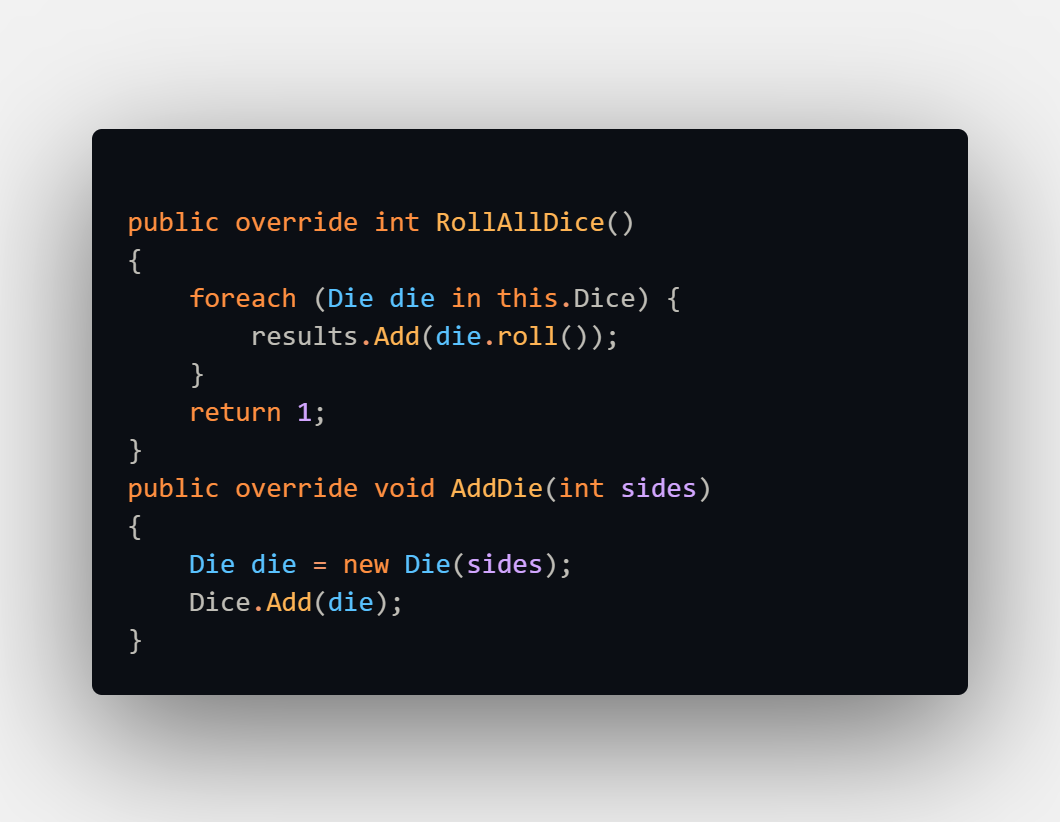 public override int RollAllDice()
{
    foreach (Die die in this.Dice) {
        results.Add(die.roll());
    }
    return 1;
}
public override void AddDie(int sides)
{
    Die die = new Die(sides);
    Dice.Add(die);
}